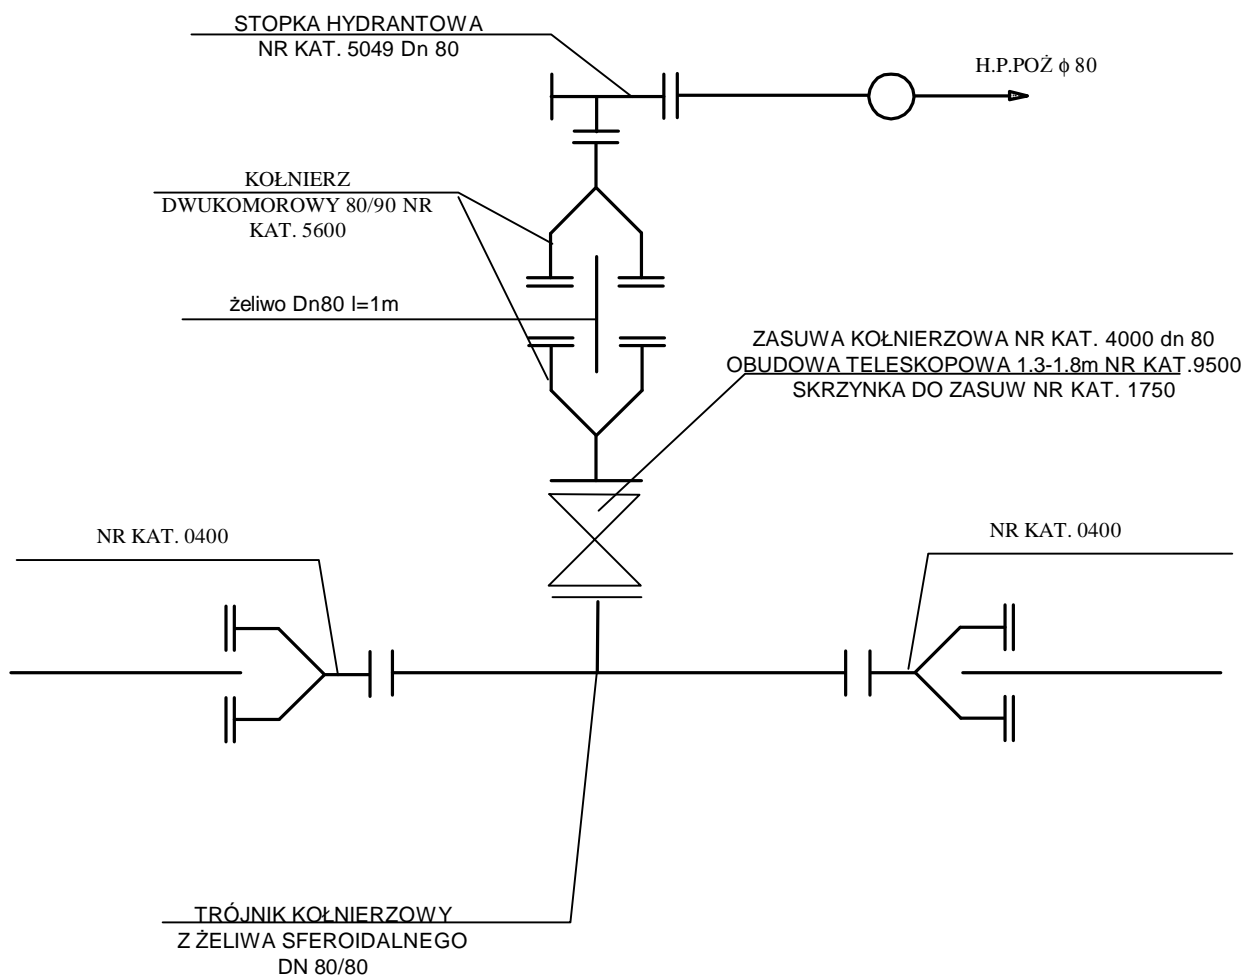 STOPKA HYDRANTOWA
NR KAT. 5049 Dn 80
H.P.POŻ ϕ 80
KOŁNIERZ
DWUKOMOROWY 80/90 NR
KAT. 5600
żeliwo Dn80 l=1m
ZASUWA KOŁNIERZOWA NR KAT. 4000 dn 80
OBUDOWA TELESKOPOWA 1.3-1.8m NR KAT.9500
SKRZYNKA DO ZASUW NR KAT. 1750
NR KAT. 0400
NR KAT. 0400
TRÓJNIK KOŁNIERZOWY
Z ŻELIWA SFEROIDALNEGO
DN 80/80